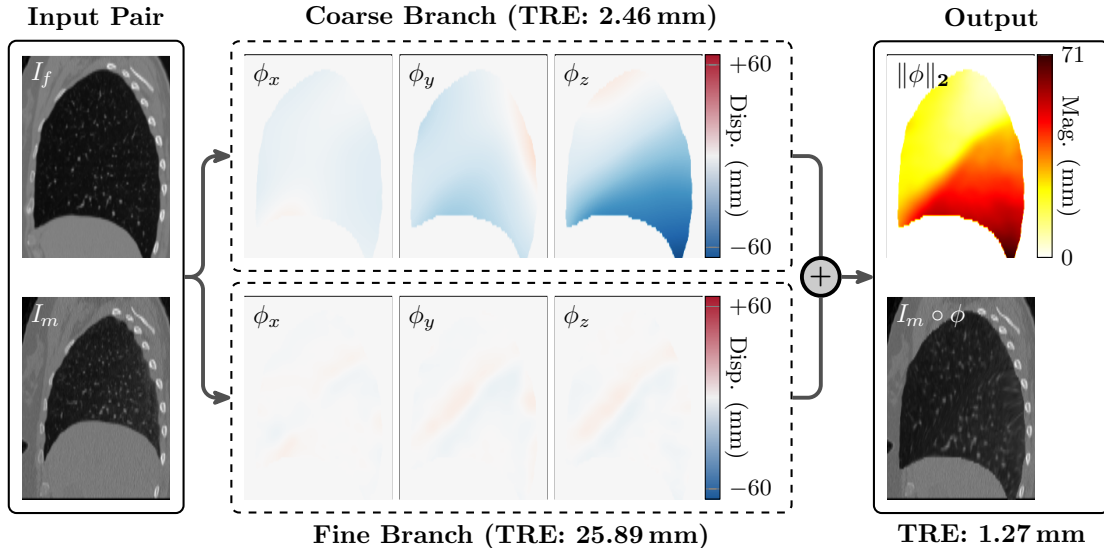 Input Pair
Coarse Branch (TRE: 2.46 mm)
Output
I_f
ϕ_x
ϕ_y
ϕ_z
+60
Disp. (mm)
−60
‖ϕ‖₂
71
Mag. (mm)
0
+
I_m
ϕ_x
ϕ_y
ϕ_z
+60
Disp. (mm)
−60
I_m ∘ ϕ
Fine Branch (TRE: 25.89 mm)
TRE: 1.27 mm